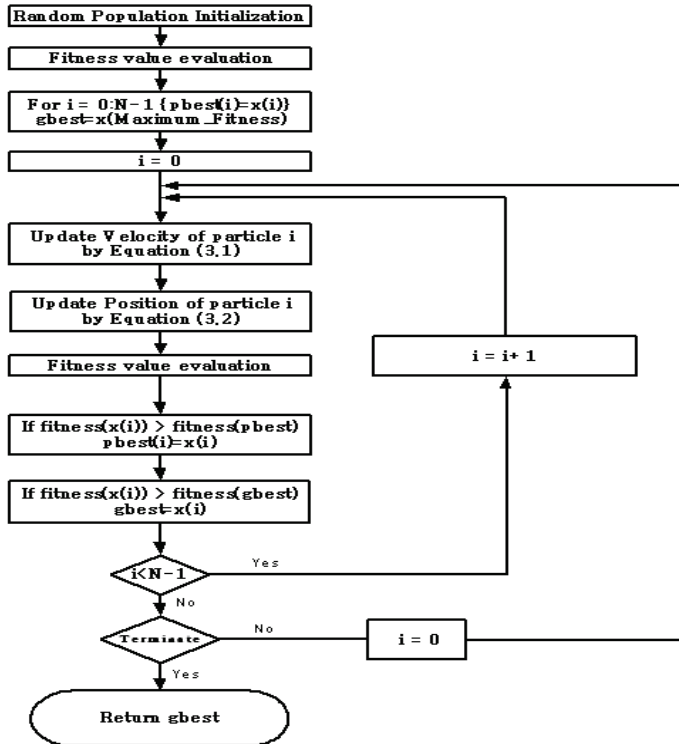 Random Population Initialization
Fitness value evaluation
For i = 0:N-1 {pbest(i)=x(i)}
gbest=x(Maximum_Fitness)
i = 0
Update Velocity of particle i
by Equation (3.1)
Update Position of particle i
by Equation (3.2)
i = i+ 1
Fitness value evaluation
If fitness(x(i)) > fitness(pbest)
pbest(i)=x(i)
If fitness(x(i)) > fitness(gbest)
gbest=x(i)
i<N-1
Yes
No
Terminate
No
i = 0
Yes
Return gbest